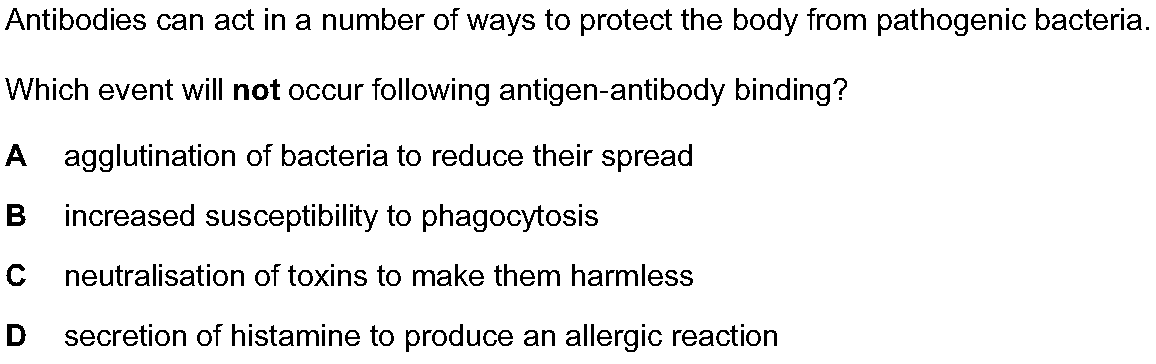 Antibodies can act in a number of ways to protect the body from pathogenic bacteria.
Which event will not occur following antigen-antibody binding?
A agglutination of bacteria to reduce their spread
B increased susceptibility to phagocytosis
C neutralisation of toxins to make them harmless
D secretion of histamine to produce an allergic reaction